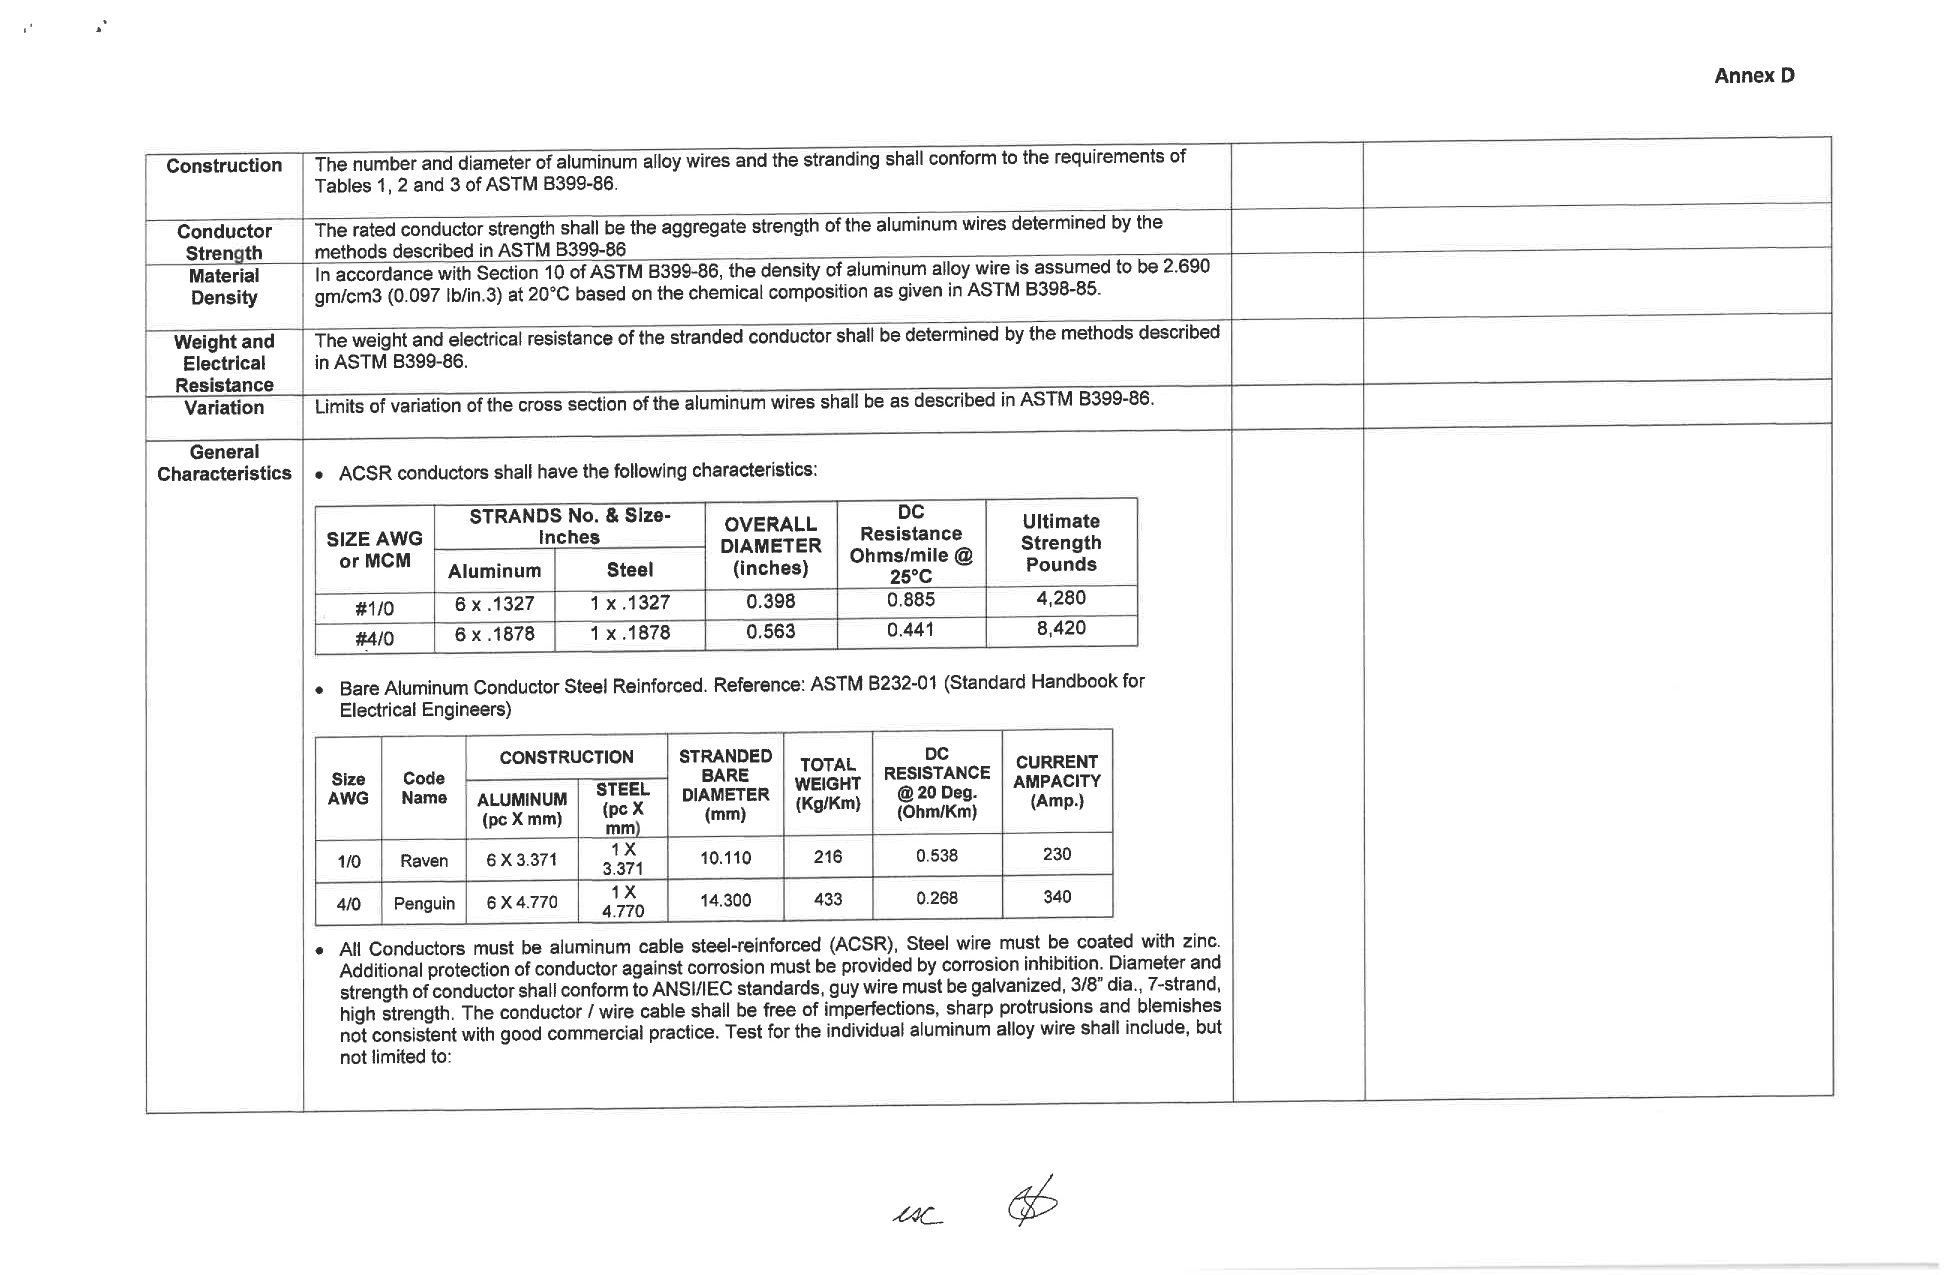 Annex D
Construction
The number and diameter of aluminum alloy wires and the stranding shall conform to the requirements of
Tables 1, 2 and 3 of ASTM B399-86.
Conductor
Strength
The rated conductor strength shall be the aggregate strength of the aluminum wires determined by the
methods described in ASTM B399-86
Material
Density
In accordance with Section 10 of ASTM B399-86, the density of aluminum alloy wire is assumed to be 2.690
gm/cm3 (0.097 lb/in.3) at 20°C based on the chemical composition as given in ASTM B398-85.
Weight and
Electrical
Resistance
The weight and electrical resistance of the stranded conductor shall be determined by the methods described
in ASTM B399-86.
Variation
Limits of variation of the cross section of the aluminum wires shall be as described in ASTM B399-86.
General
Characteristics
• ACSR conductors shall have the following characteristics:
SIZE AWG
or MCM
STRANDS No. & Size-
Inches
Aluminum
Steel
OVERALL
DIAMETER
(inches)
DC
Resistance
Ohms/mile @
25°C
Ultimate
Strength
Pounds
#1/0 6 x .1327 1 x .1327 0.398 0.885 4,280
#4/0 6 x .1878 1 x .1878 0.563 0.441 8,420
• Bare Aluminum Conductor Steel Reinforced. Reference: ASTM B232-01 (Standard Handbook for
Electrical Engineers)
Size
AWG
Code
Name
CONSTRUCTION
ALUMINUM
(pc X mm)
STEEL
(pc X
mm)
STRANDED
BARE
DIAMETER
(mm)
TOTAL
WEIGHT
(Kg/Km)
DC
RESISTANCE
@ 20 Deg.
(Ohm/Km)
CURRENT
AMPACITY
(Amp.)
1/0 Raven 6 X 3.371 1 X
3.371 10.110 216 0.538 230
4/0 Penguin 6 X 4.770 1 X
4.770 14.300 433 0.268 340
• All Conductors must be aluminum cable steel-reinforced (ACSR), Steel wire must be coated with zinc.
Additional protection of conductor against corrosion must be provided by corrosion inhibition. Diameter and
strength of conductor shall conform to ANSI/IEC standards, guy wire must be galvanized, 3/8" dia., 7-strand,
high strength. The conductor / wire cable shall be free of imperfections, sharp protrusions and blemishes
not consistent with good commercial practice. Test for the individual aluminum alloy wire shall include, but
not limited to: